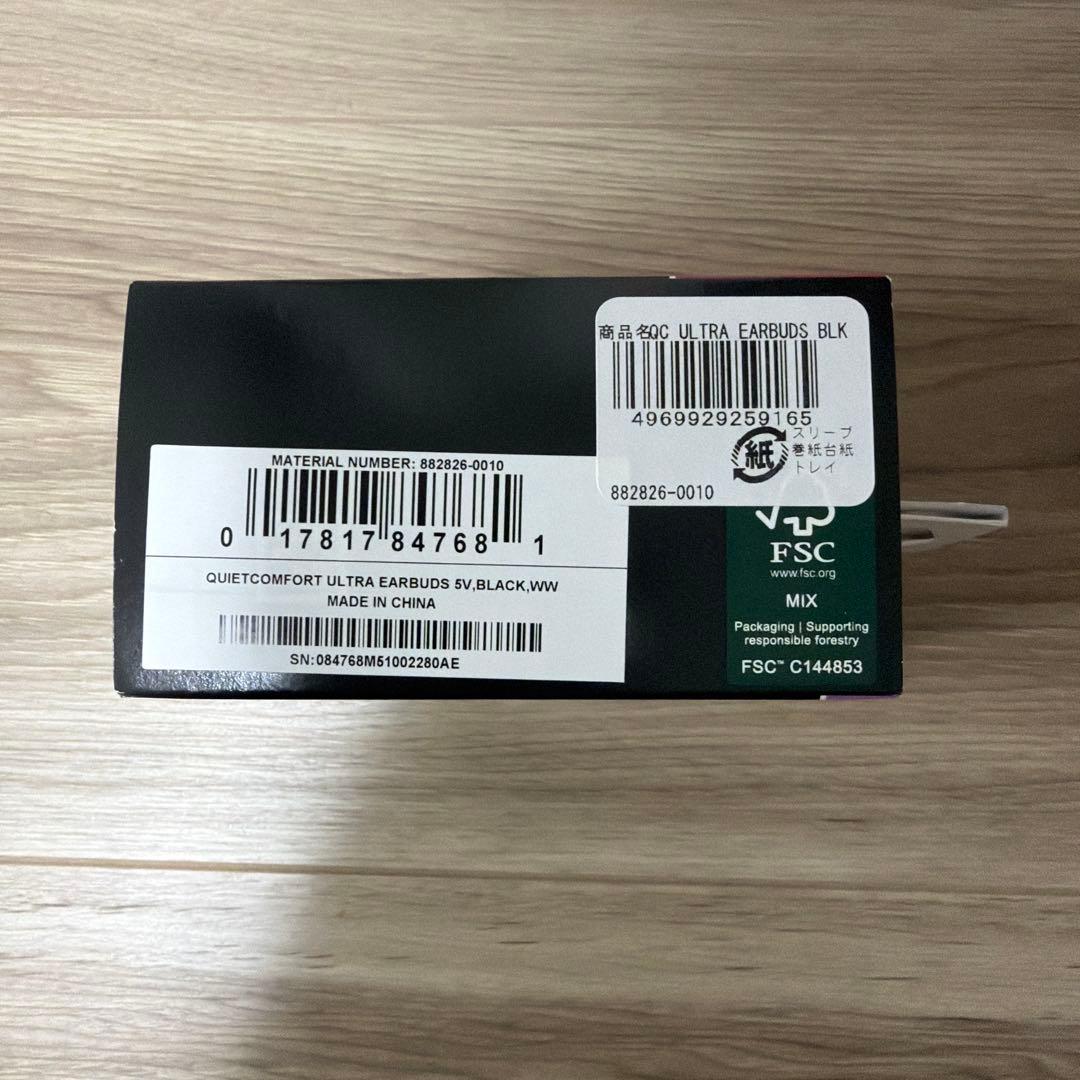 商品名QC ULTRA EARBUDS BLK
4969929259165
紙
スリーブ
巻紙台紙
トレイ
882826-0010
MATERIAL NUMBER: 882826-0010
0 17817 84768 1
QUIETCOMFORT ULTRA EARBUDS 5V,BLACK,WW
MADE IN CHINA
SN:084768M51002280AE
FSC
www.fsc.org
MIX
Packaging | Supporting
responsible forestry
FSC™ C144853